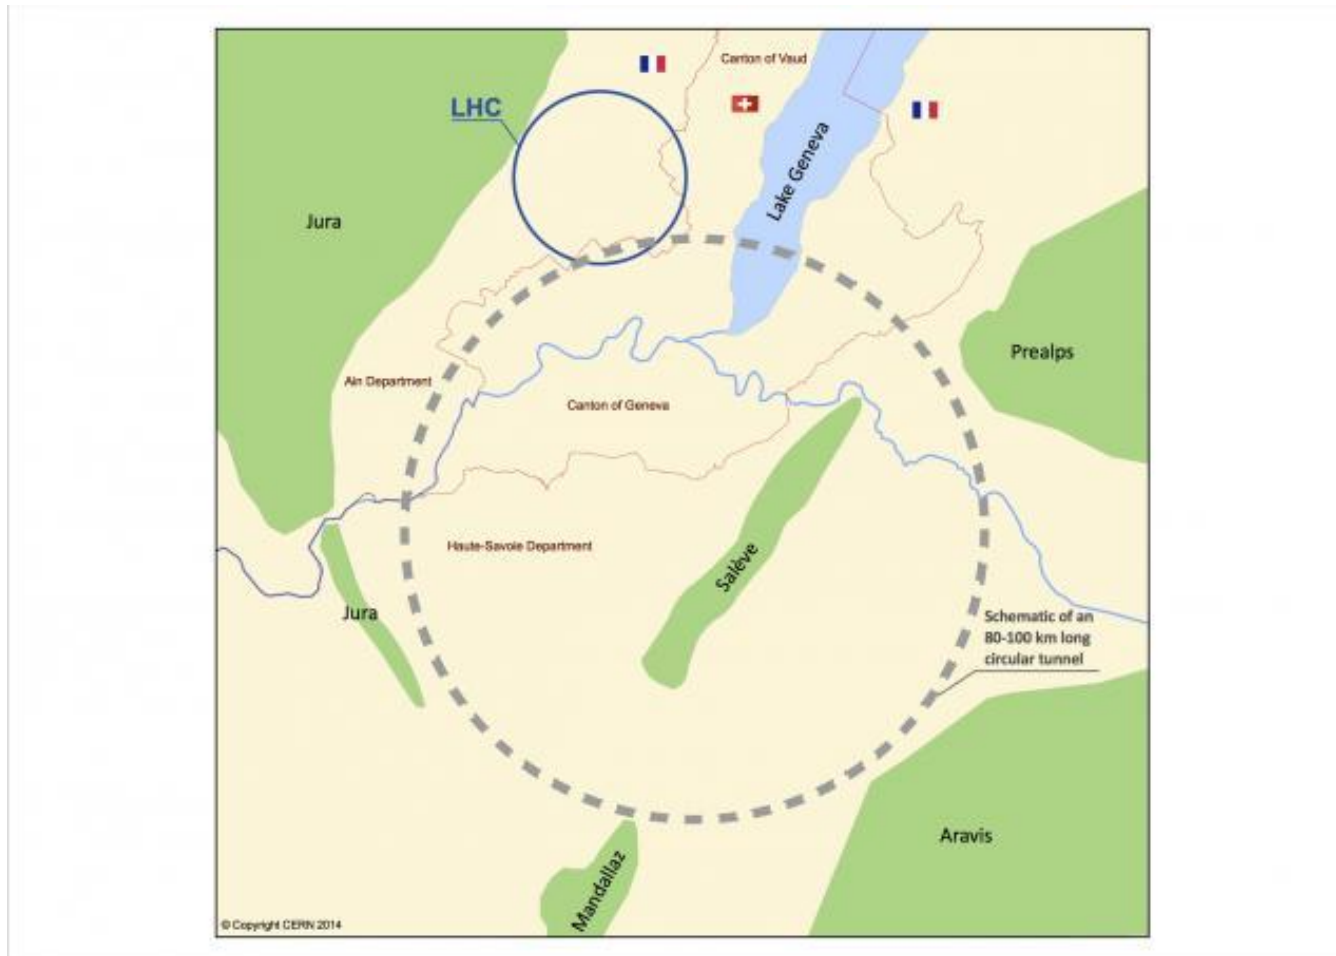 Canton of Vaud
LHC
Lake Geneva
Jura
Prealps
Ain Department
Canton of Geneva
Haute-Savoie Department
Salève
Jura
Schematic of an
80-100 km long
circular tunnel
Aravis
Mandallaz
© Copyright CERN 2014